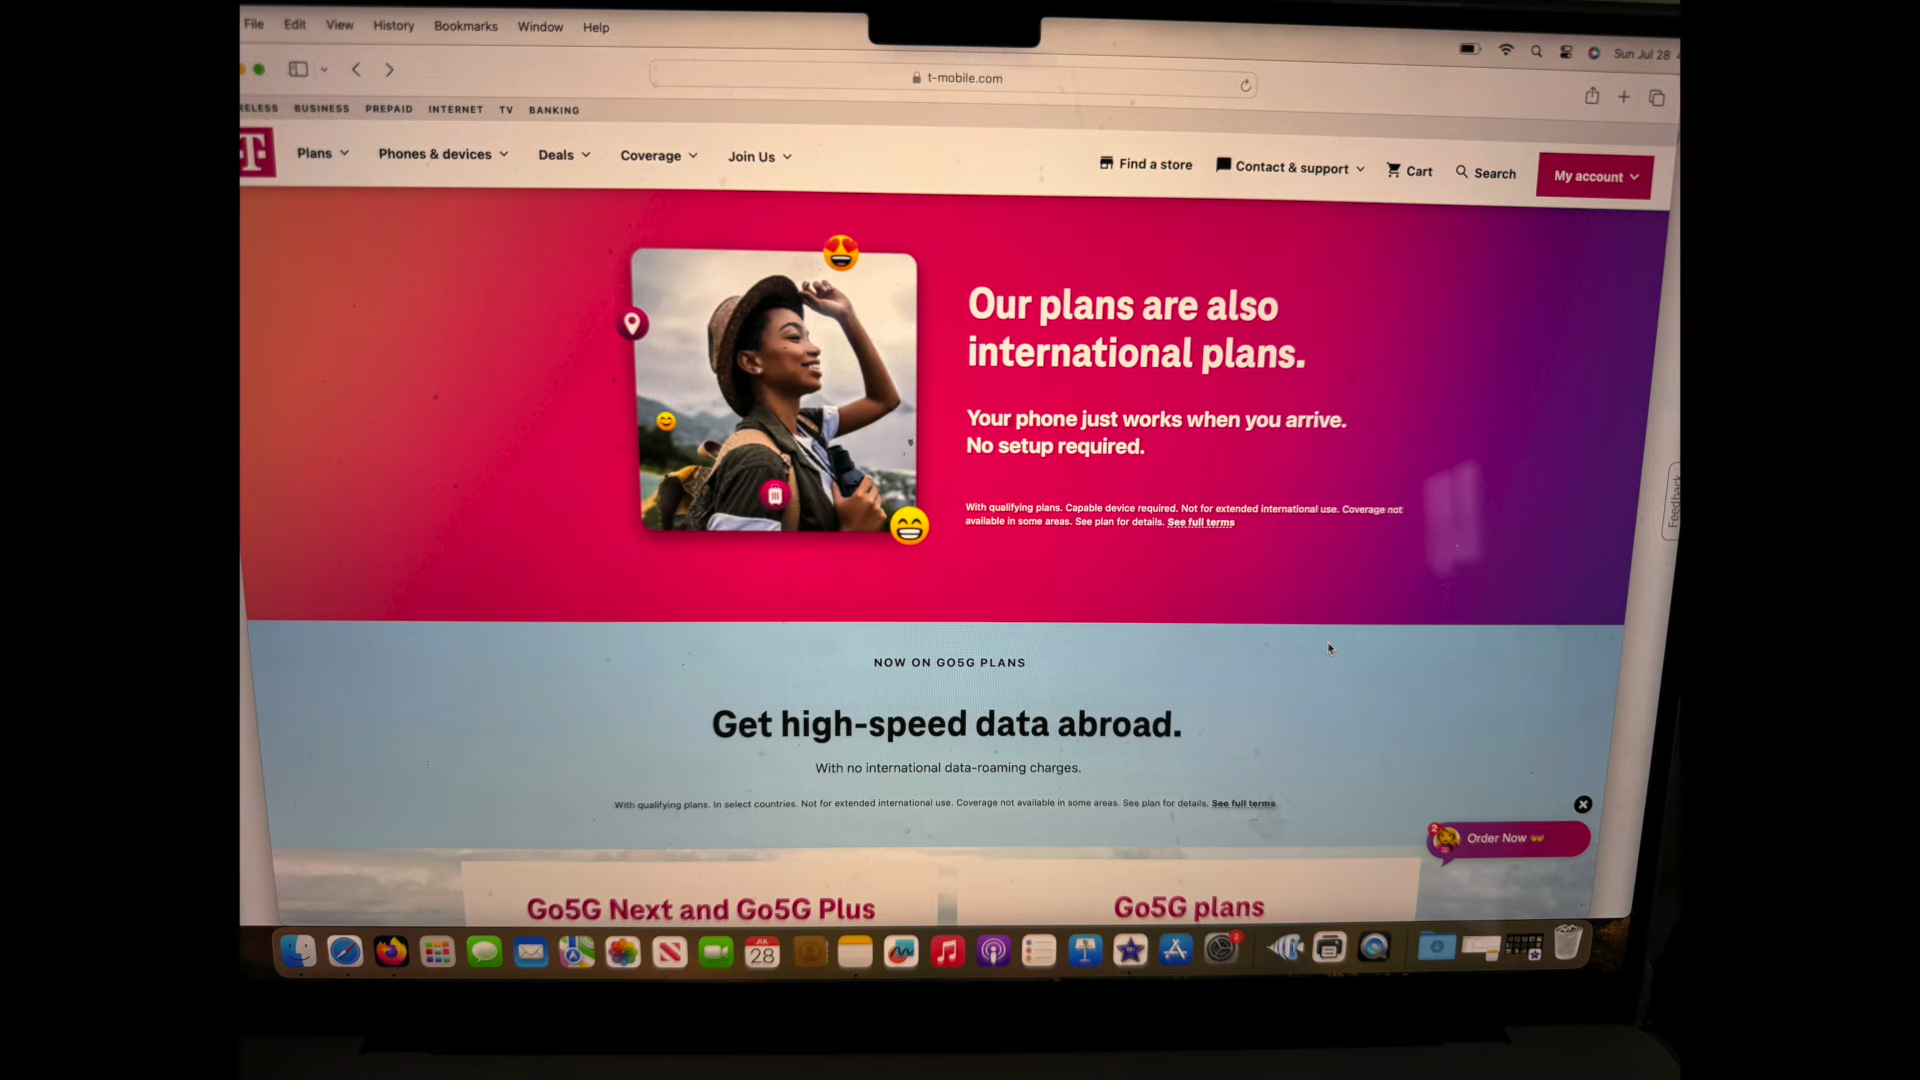 File Edit View History Bookmarks Window Help
Sun Jul 28
t-mobile.com
RELESS BUSINESS PREPAID INTERNET TV BANKING
T
Plans Phones & devices Deals Coverage Join Us
Find a store Contact & support Cart Search My account
Our plans are also
international plans.
Your phone just works when you arrive.
No setup required.
With qualifying plans. Capable device required. Not for extended international use. Coverage not
available in some areas. See plan for details. See full terms
Feedback
NOW ON GO5G PLANS
Get high-speed data abroad.
With no international data-roaming charges.
With qualifying plans. In select countries. Not for extended international use. Coverage not available in some areas. See plan for details. See full terms
2
Order Now
Go5G Next and Go5G Plus
Go5G plans
JUL
28
2